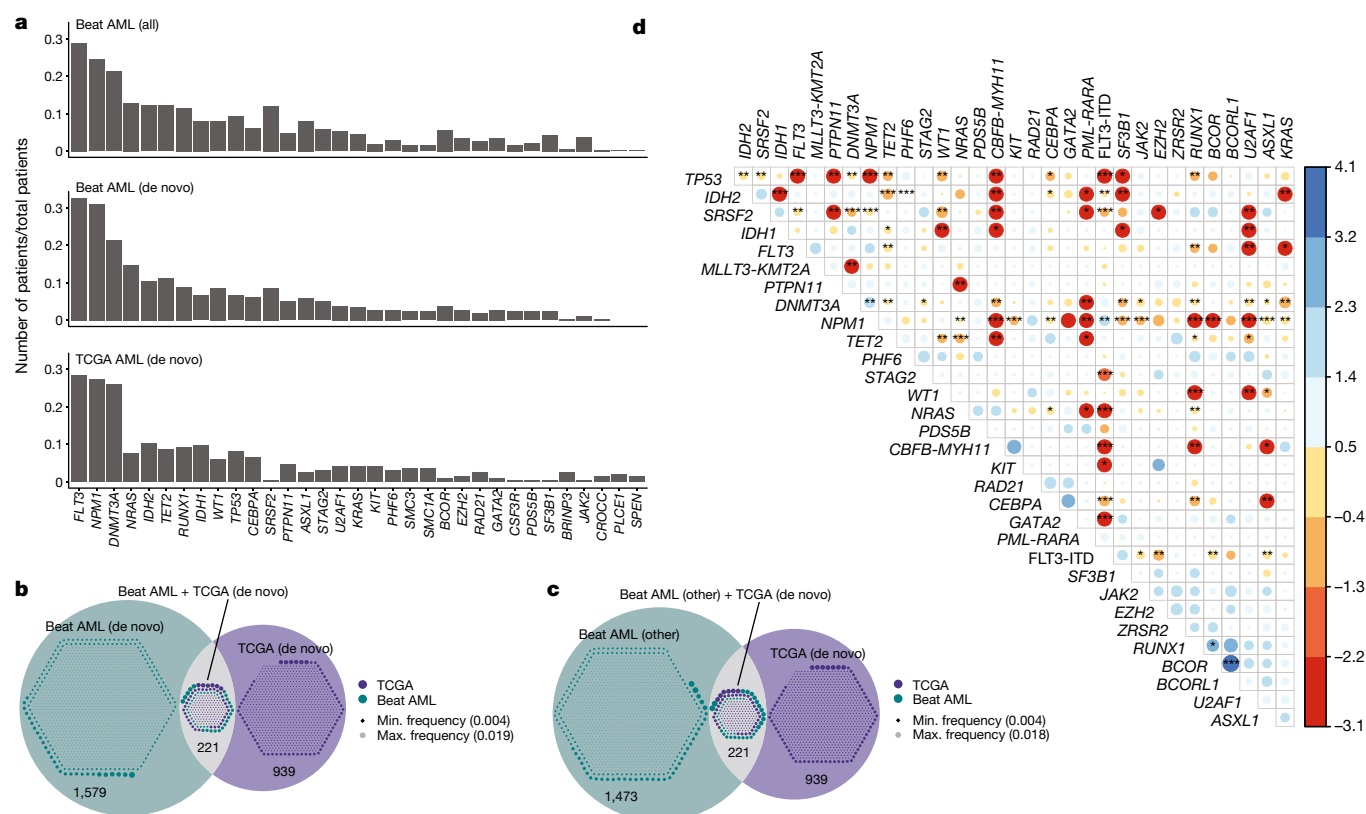 a
Number of patients/total patients
Beat AML (all)
0.3
0.2
0.1
0
Beat AML (de novo)
0.3
0.2
0.1
0
TCGA AML (de novo)
0.3
0.2
0.1
0
FLT3
NPM1
DNMT3A
NRAS
IDH2
TET2
RUNX1
IDH1
WT1
TP53
CEBPA
SRSF2
PTPN11
ASXL1
STAG2
U2AF1
KRAS
KIT
PHF6
SMC3
SMC1A
BCOR
EZH2
RAD21
GATA2
CSF3R
PDS5B
SF3B1
BRINP3
JAK2
CROCC
PLCE1
SPEN
b
Beat AML + TCGA (de novo)
Beat AML (de novo)
TCGA (de novo)
221
939
1,579
TCGA
Beat AML
Min. frequency (0.004)
Max. frequency (0.019)
c
Beat AML (other) + TCGA (de novo)
Beat AML (other)
TCGA (de novo)
221
939
1,473
TCGA
Beat AML
Min. frequency (0.004)
Max. frequency (0.018)
d
IDH2
SRSF2
IDH1
FLT3
MLLT3-KMT2A
PTPN11
DNMT3A
NPM1
TET2
PHF6
STAG2
WT1
NRAS
PDS5B
CBFB-MYH11
KIT
RAD21
CEBPA
GATA2
PML-RARA
FLT3-ITD
SF3B1
JAK2
EZH2
ZRSR2
RUNX1
BCOR
BCORL1
U2AF1
ASXL1
KRAS
TP53
IDH2
SRSF2
IDH1
FLT3
MLLT3-KMT2A
PTPN11
DNMT3A
NPM1
TET2
PHF6
STAG2
WT1
NRAS
PDS5B
CBFB-MYH11
KIT
RAD21
CEBPA
GATA2
PML-RARA
FLT3-ITD
SF3B1
JAK2
EZH2
ZRSR2
RUNX1
BCOR
BCORL1
U2AF1
ASXL1
4.1
3.2
2.3
1.4
0.5
−0.4
−1.3
−2.2
−3.1